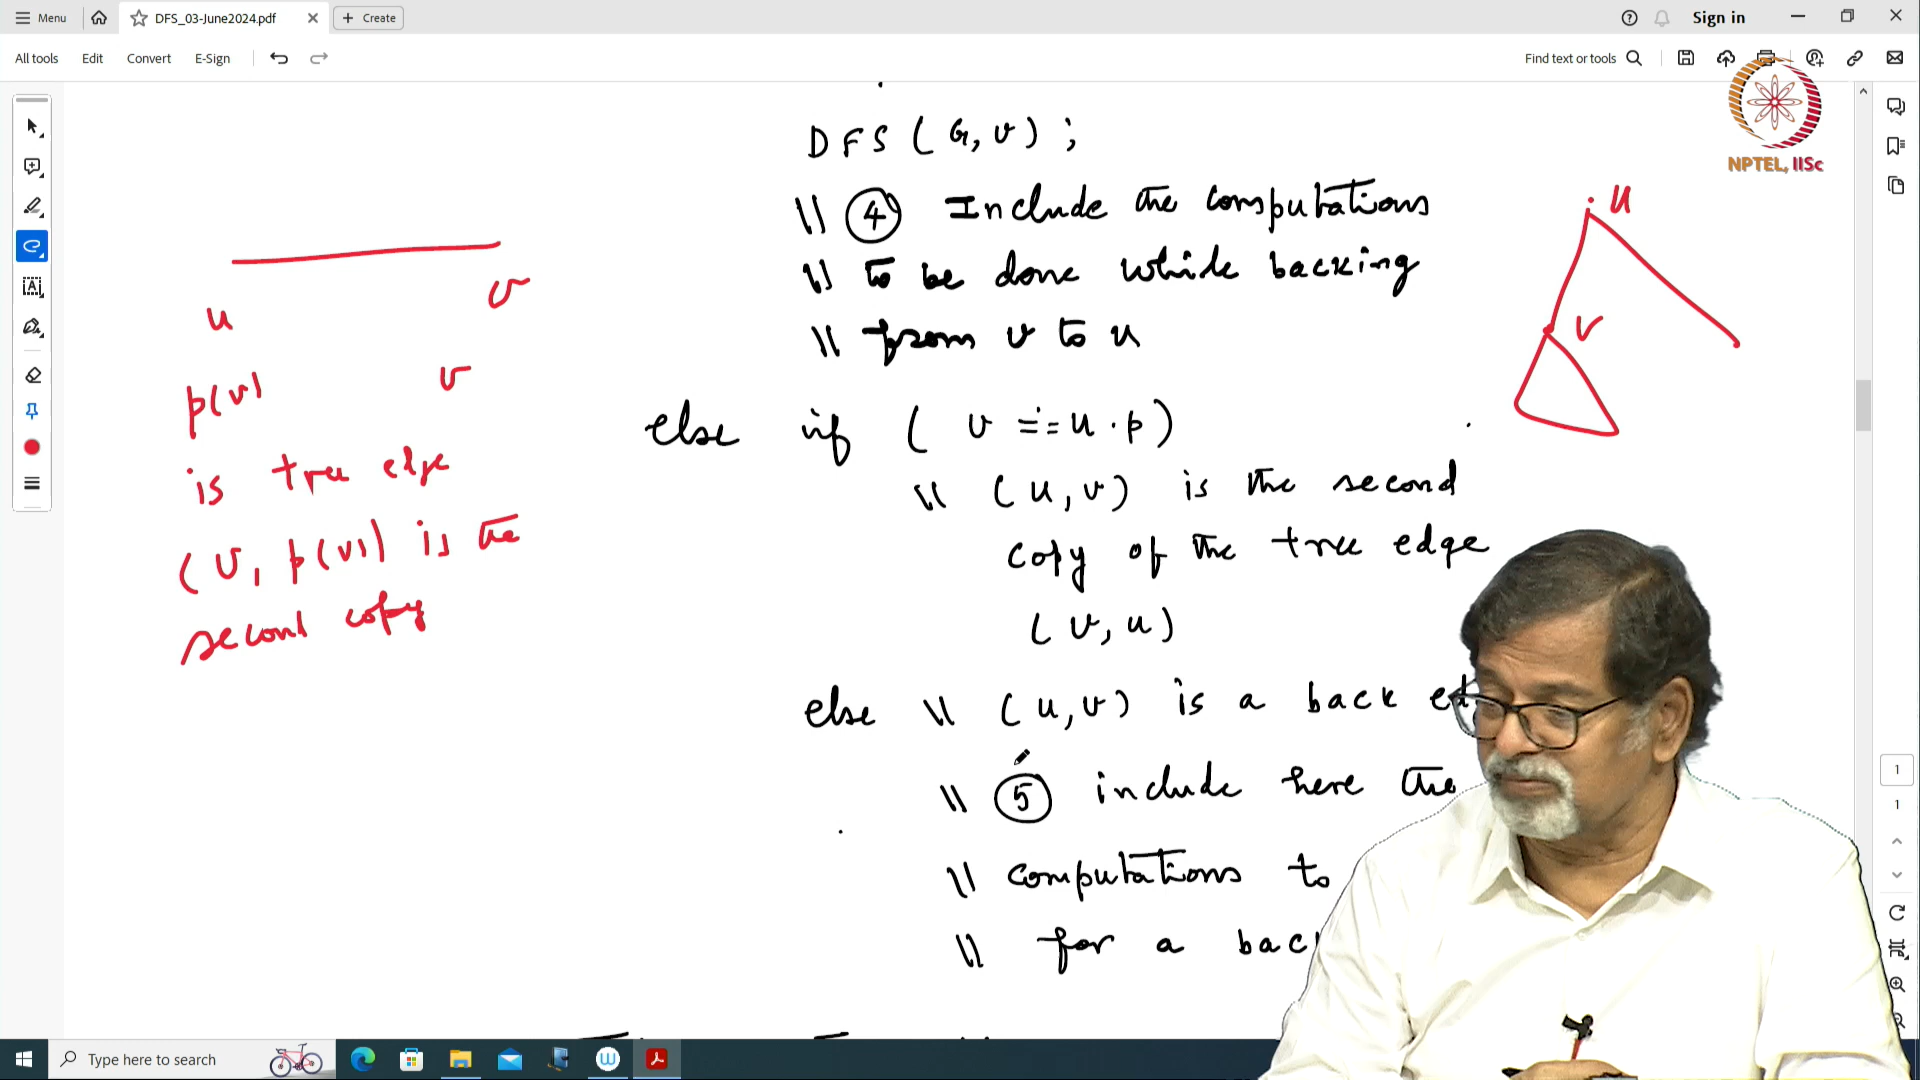 Menu
DFS_03-June2024.pdf
Create
Sign in
All tools
Edit
Convert
E-Sign
Find text or tools
NPTEL, IISc
DFS (G, v) ;
\\ 4 Include the computations
\\ to be done while backing
\\ from v to u
else if ( v == u . p )
\\ ( u, v ) is the second
copy of the tree edge
( v, u )
else \\ ( u, v ) is a back
\\ 5 include here the
\\ computations to
\\ for a
u v
p(v) v
is tree edge
( v, p(v) is the
second copy
u
v
1
1
Type here to search